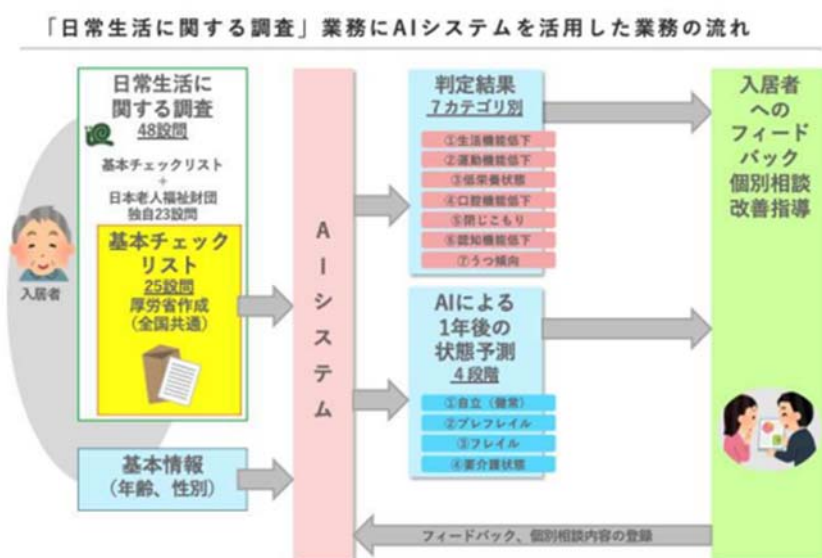 「日常生活に関する調査」業務にAIシステムを活用した業務の流れ
日常生活に
関する調査
48設問
基本チェックリスト
+
日本老人福祉財団
独自23設問
基本チェック
リスト
25設問
厚労省作成
(全国共通)
入居者
基本情報
(年齢、性別)
AIシステム
判定結果
7カテゴリ別
①生活機能低下
②運動機能低下
③低栄養状態
④口腔機能低下
⑤閉じこもり
⑥認知機能低下
⑦うつ傾向
AIによる
1年後の
状態予測
4段階
①自立(健常)
②プレフレイル
③フレイル
④要介護状態
入居者
への
フィード
バック
個別相談
改善指導
フィードバック、個別相談内容の登録